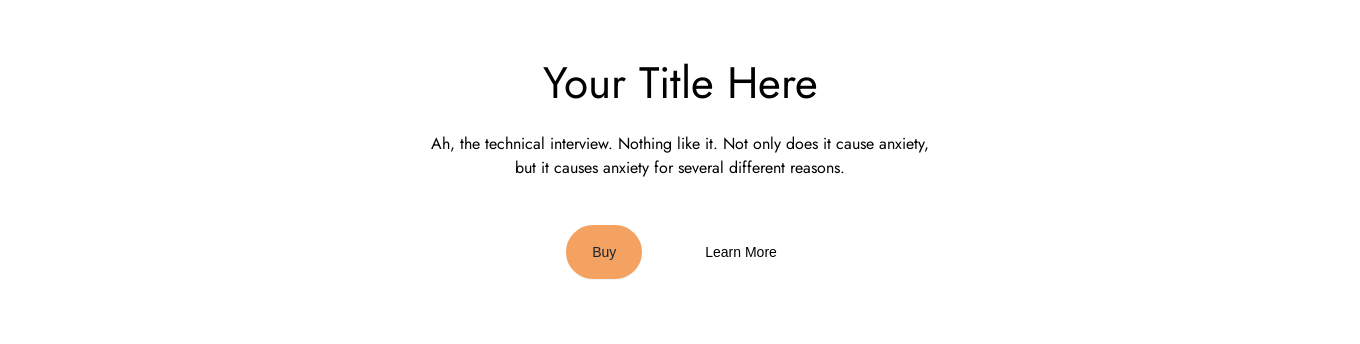 Your Title Here
Ah, the technical interview. Nothing like it. Not only does it cause anxiety,
but it causes anxiety for several different reasons.
Buy
Learn More